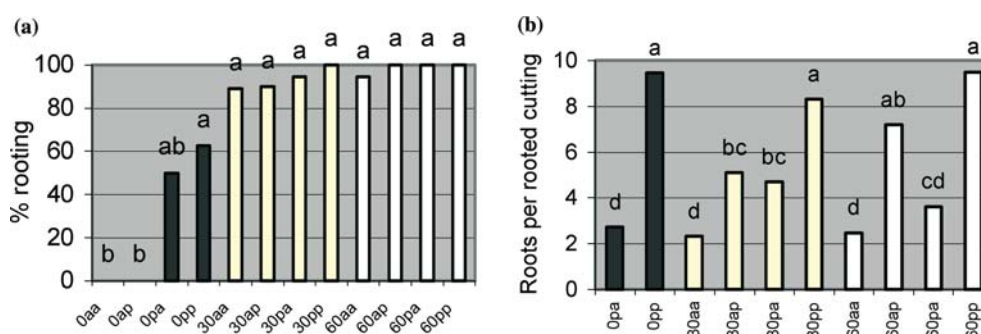 (a)
a a a a a a a a
a
ab
b b
% rooting
100
80
60
40
20
0
0aa 0ap 0pa 0pp 30aa 30ap 30pa 30pp 60aa 60ap 60pa 60pp
(b)
a a
a
ab
bc bc
cd
d d d
Roots per rooted cutting
10
8
6
4
2
0
0pa 0pp 30aa 30ap 30pa 30pp 60aa 60ap 60pa 60pp